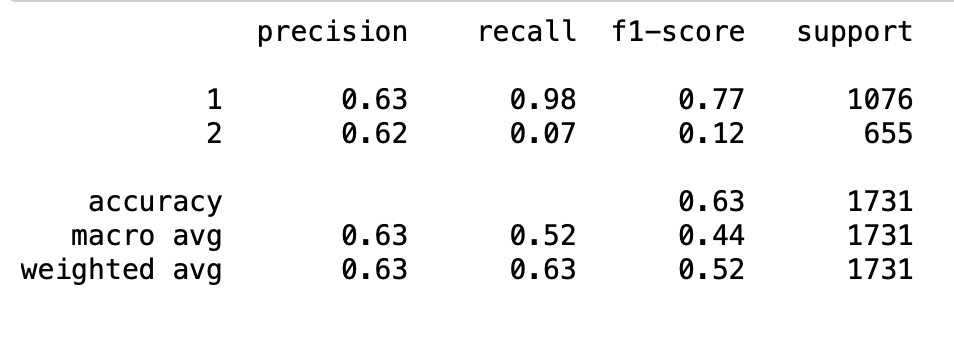 precision recall f1-score support
1 0.63 0.98 0.77 1076
2 0.62 0.07 0.12 655
accuracy 0.63 1731
macro avg 0.63 0.52 0.44 1731
weighted avg 0.63 0.63 0.52 1731